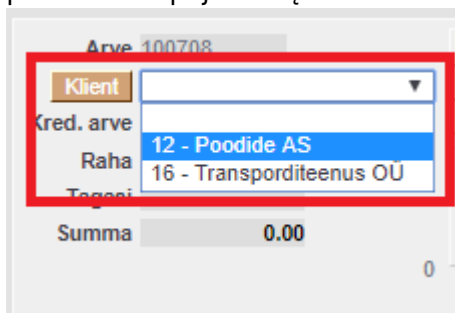 Arve 100708
Klient
Kred. arve
12 - Poodide AS
Raha
16 - Transporditeenus OÜ
Summa 0.00
0